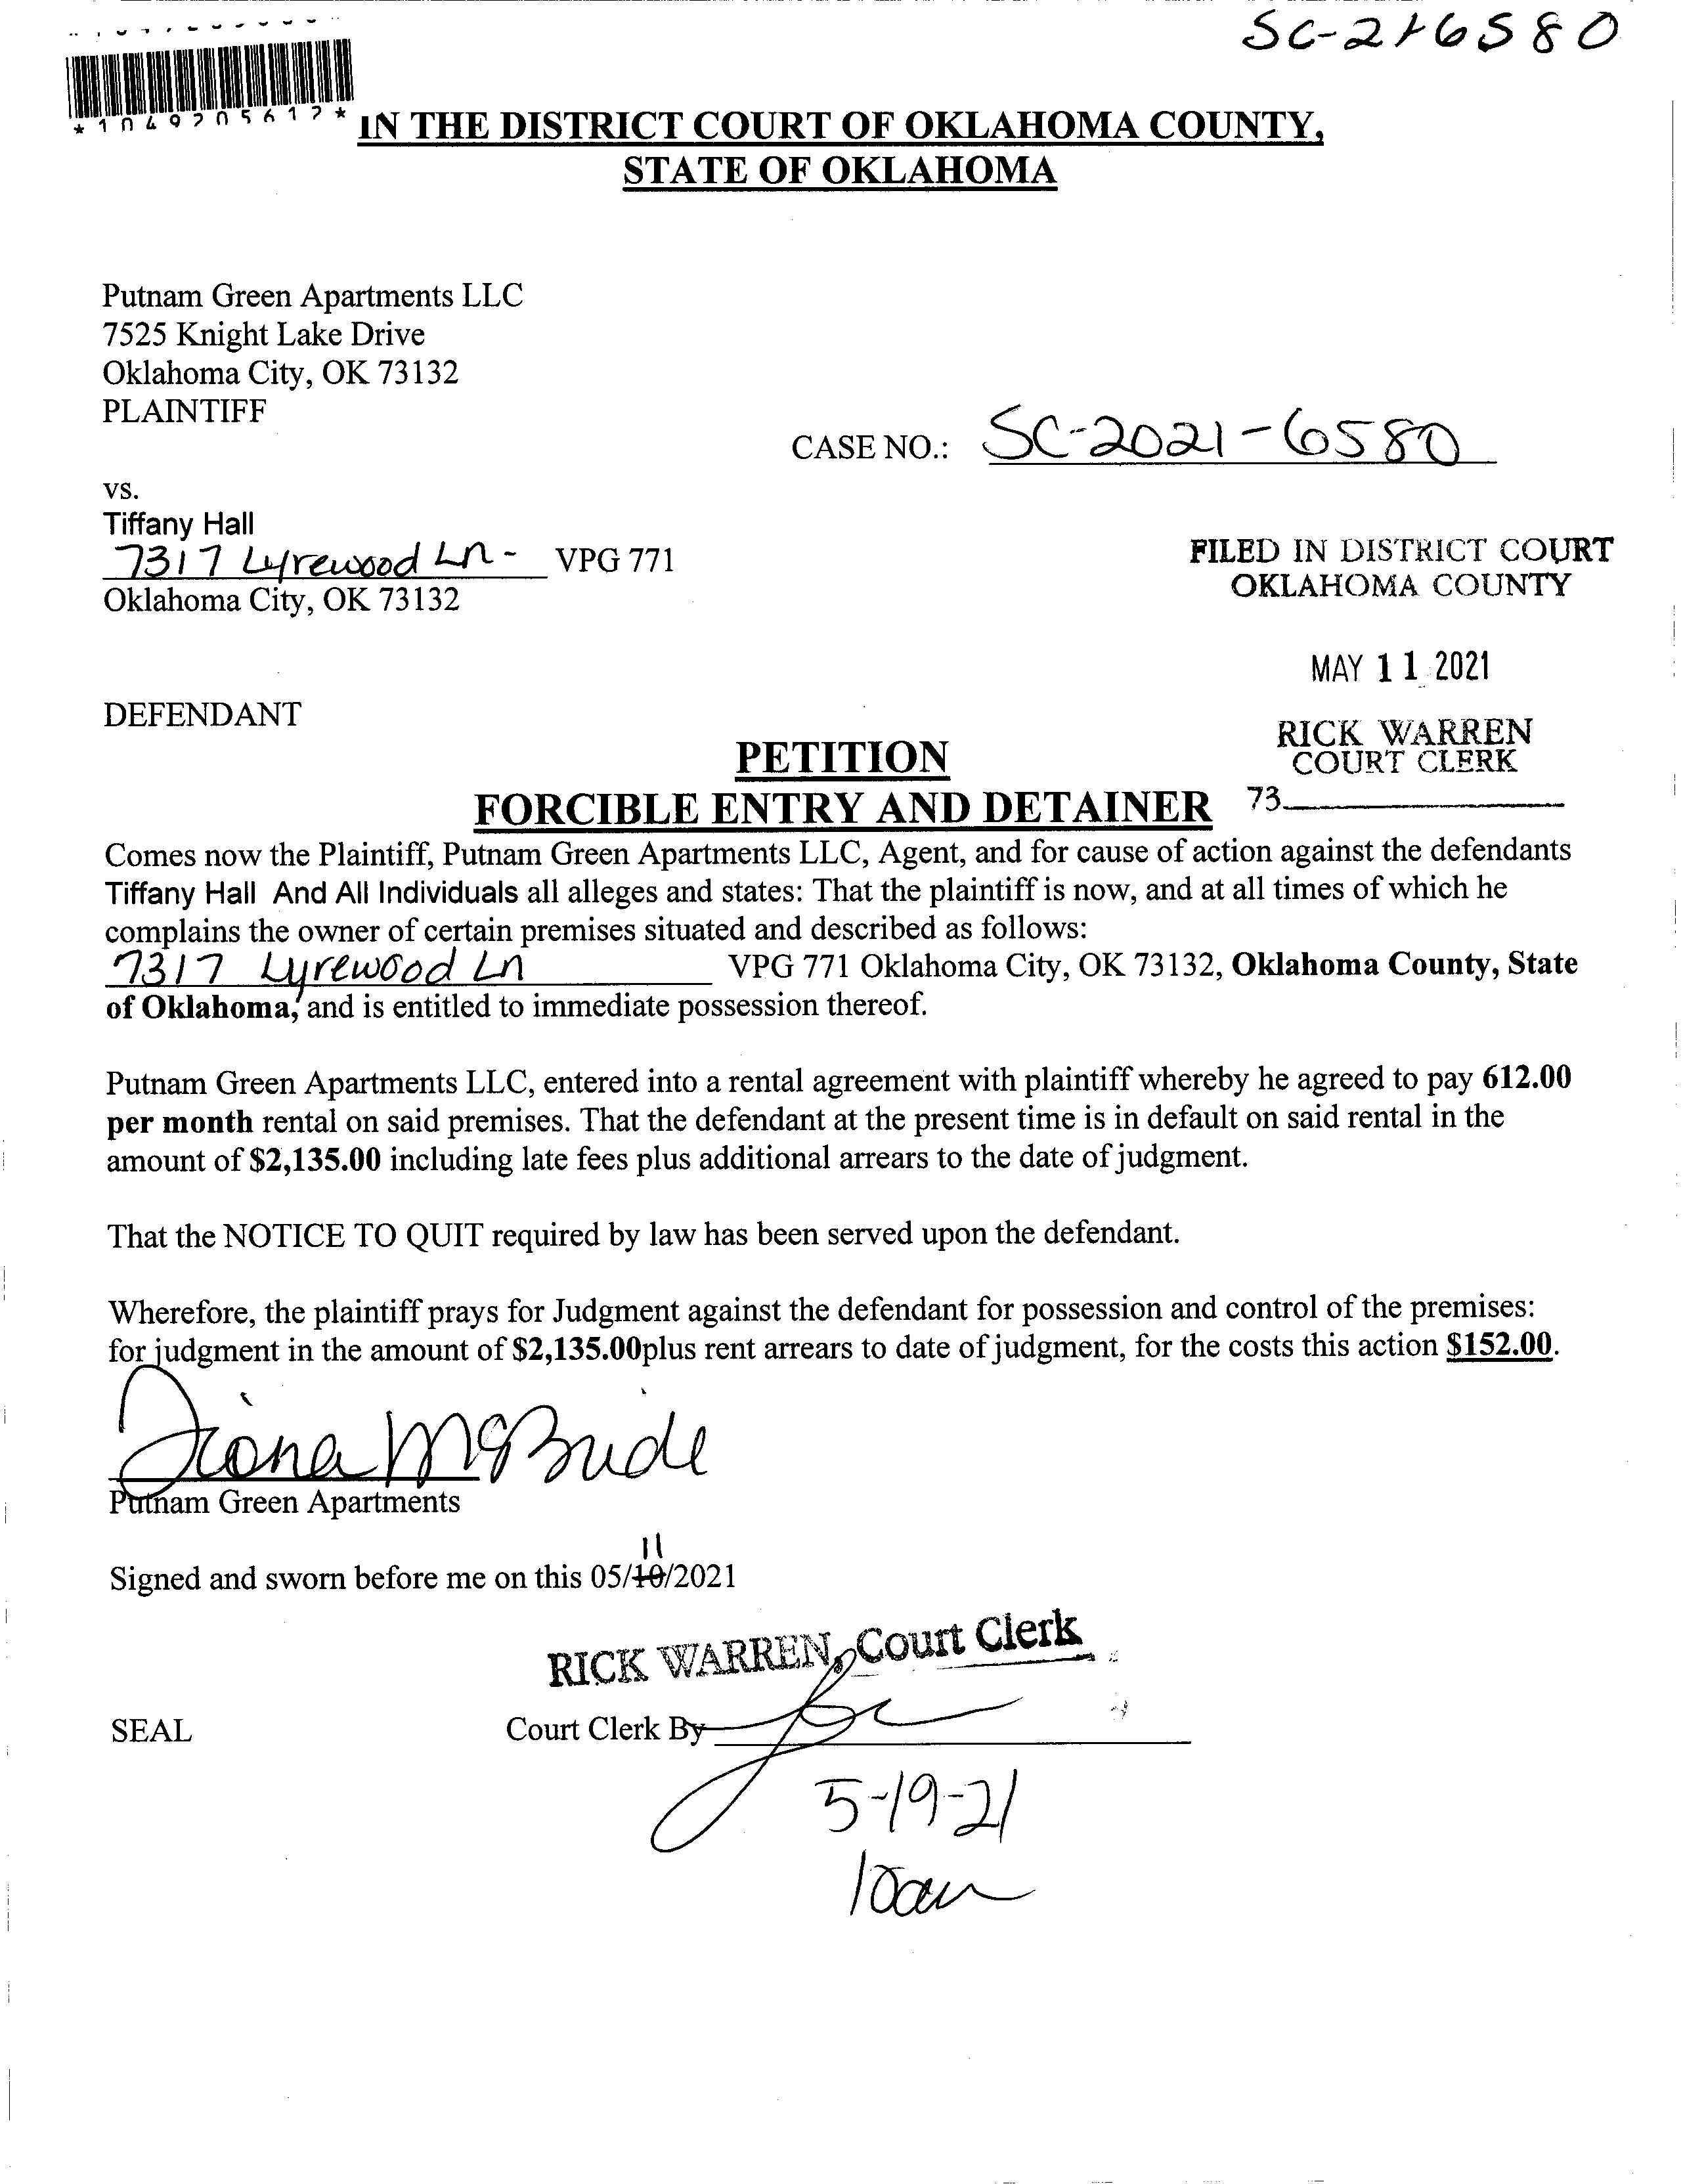 SC-216580
*1049205612*
IN THE DISTRICT COURT OF OKLAHOMA COUNTY,
STATE OF OKLAHOMA
Putnam Green Apartments LLC
7525 Knight Lake Drive
Oklahoma City, OK 73132
PLAINTIFF
CASE NO.: SC-2021-6580
vs.
Tiffany Hall
7317 Lyrewood Ln - VPG 771
Oklahoma City, OK 73132
FILED IN DISTRICT COURT
OKLAHOMA COUNTY
MAY 11 2021
DEFENDANT
RICK WARREN
COURT CLERK
73
PETITION
FORCIBLE ENTRY AND DETAINER
Comes now the Plaintiff, Putnam Green Apartments LLC, Agent, and for cause of action against the defendants
Tiffany Hall And All Individuals all alleges and states: That the plaintiff is now, and at all times of which he
complains the owner of certain premises situated and described as follows:
7317 Lyrewood Ln VPG 771 Oklahoma City, OK 73132, Oklahoma County, State
of Oklahoma, and is entitled to immediate possession thereof.
Putnam Green Apartments LLC, entered into a rental agreement with plaintiff whereby he agreed to pay 612.00
per month rental on said premises. That the defendant at the present time is in default on said rental in the
amount of $2,135.00 including late fees plus additional arrears to the date of judgment.
That the NOTICE TO QUIT required by law has been served upon the defendant.
Wherefore, the plaintiff prays for Judgment against the defendant for possession and control of the premises:
for judgment in the amount of $2,135.00plus rent arrears to date of judgment, for the costs this action $152.00.
McBride
Putnam Green Apartments
11
Signed and sworn before me on this 05/10/2021
RICK WARREN, Court Clerk
SEAL
Court Clerk By
5-19-21
10am